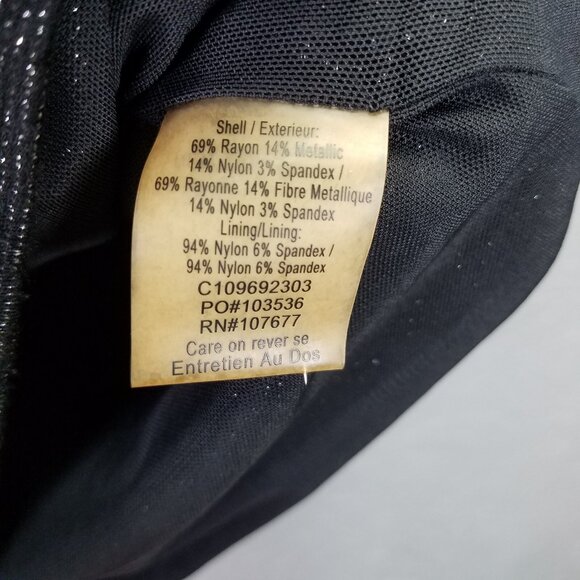 Shell / Exterieur:
69% Rayon 14% Metallic
14% Nylon 3% Spandex /
69% Rayonne 14% Fibre Metallique
14% Nylon 3% Spandex
Lining/Lining:
94% Nylon 6% Spandex /
94% Nylon 6% Spandex
C109692303
PO#103536
RN#107677
Care on rever se
Entretien Au Dos